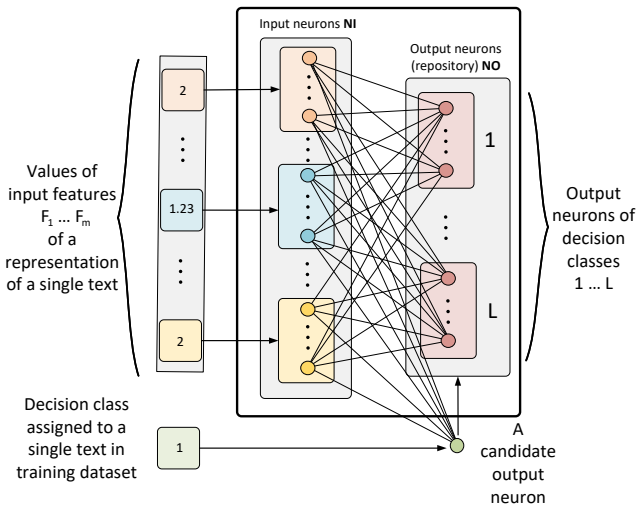 Input neurons NI
Output neurons
(repository) NO
2
1.23
2
Values of
input features
F1 ... Fm
of a
representation
of a single text
1
L
Output
neurons of
decision
classes
1 ... L
Decision class
assigned to a
single text in
training dataset
1
A
candidate
output
neuron